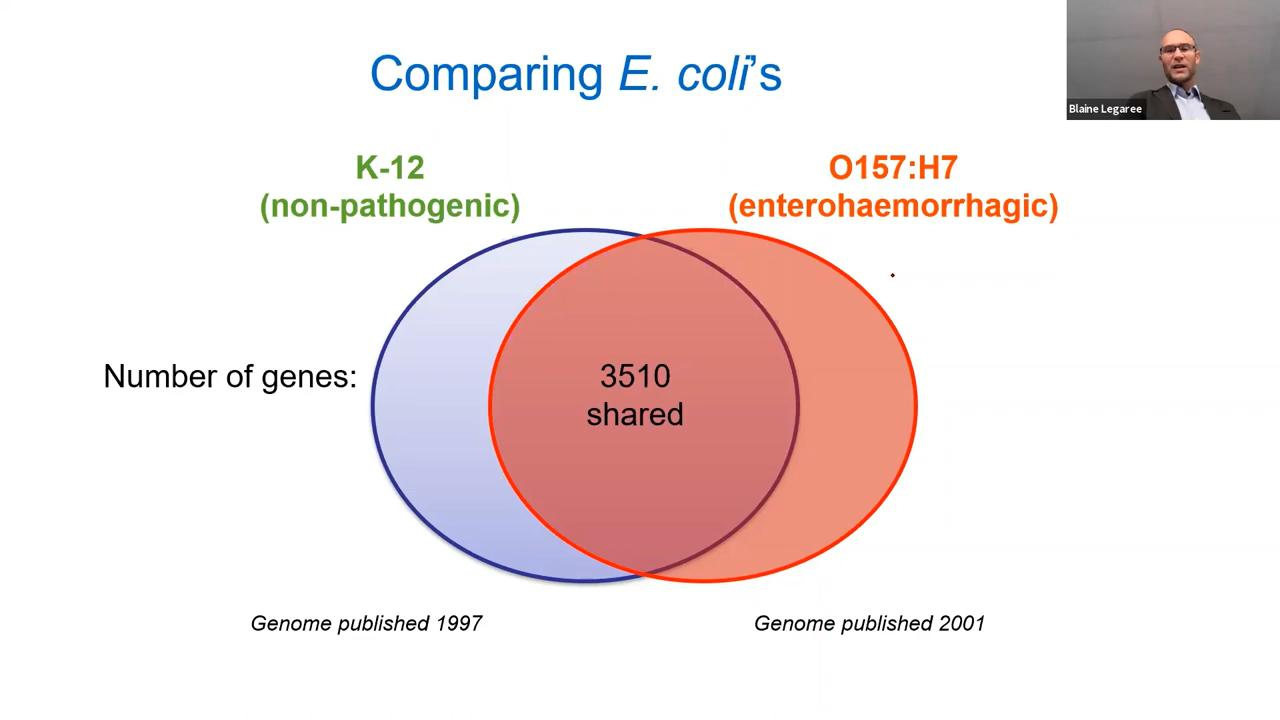 Comparing E. coli's
Blaine Legaree
K-12
(non-pathogenic)
O157:H7
(enterohaemorrhagic)
Number of genes:
3510
shared
Genome published 1997
Genome published 2001